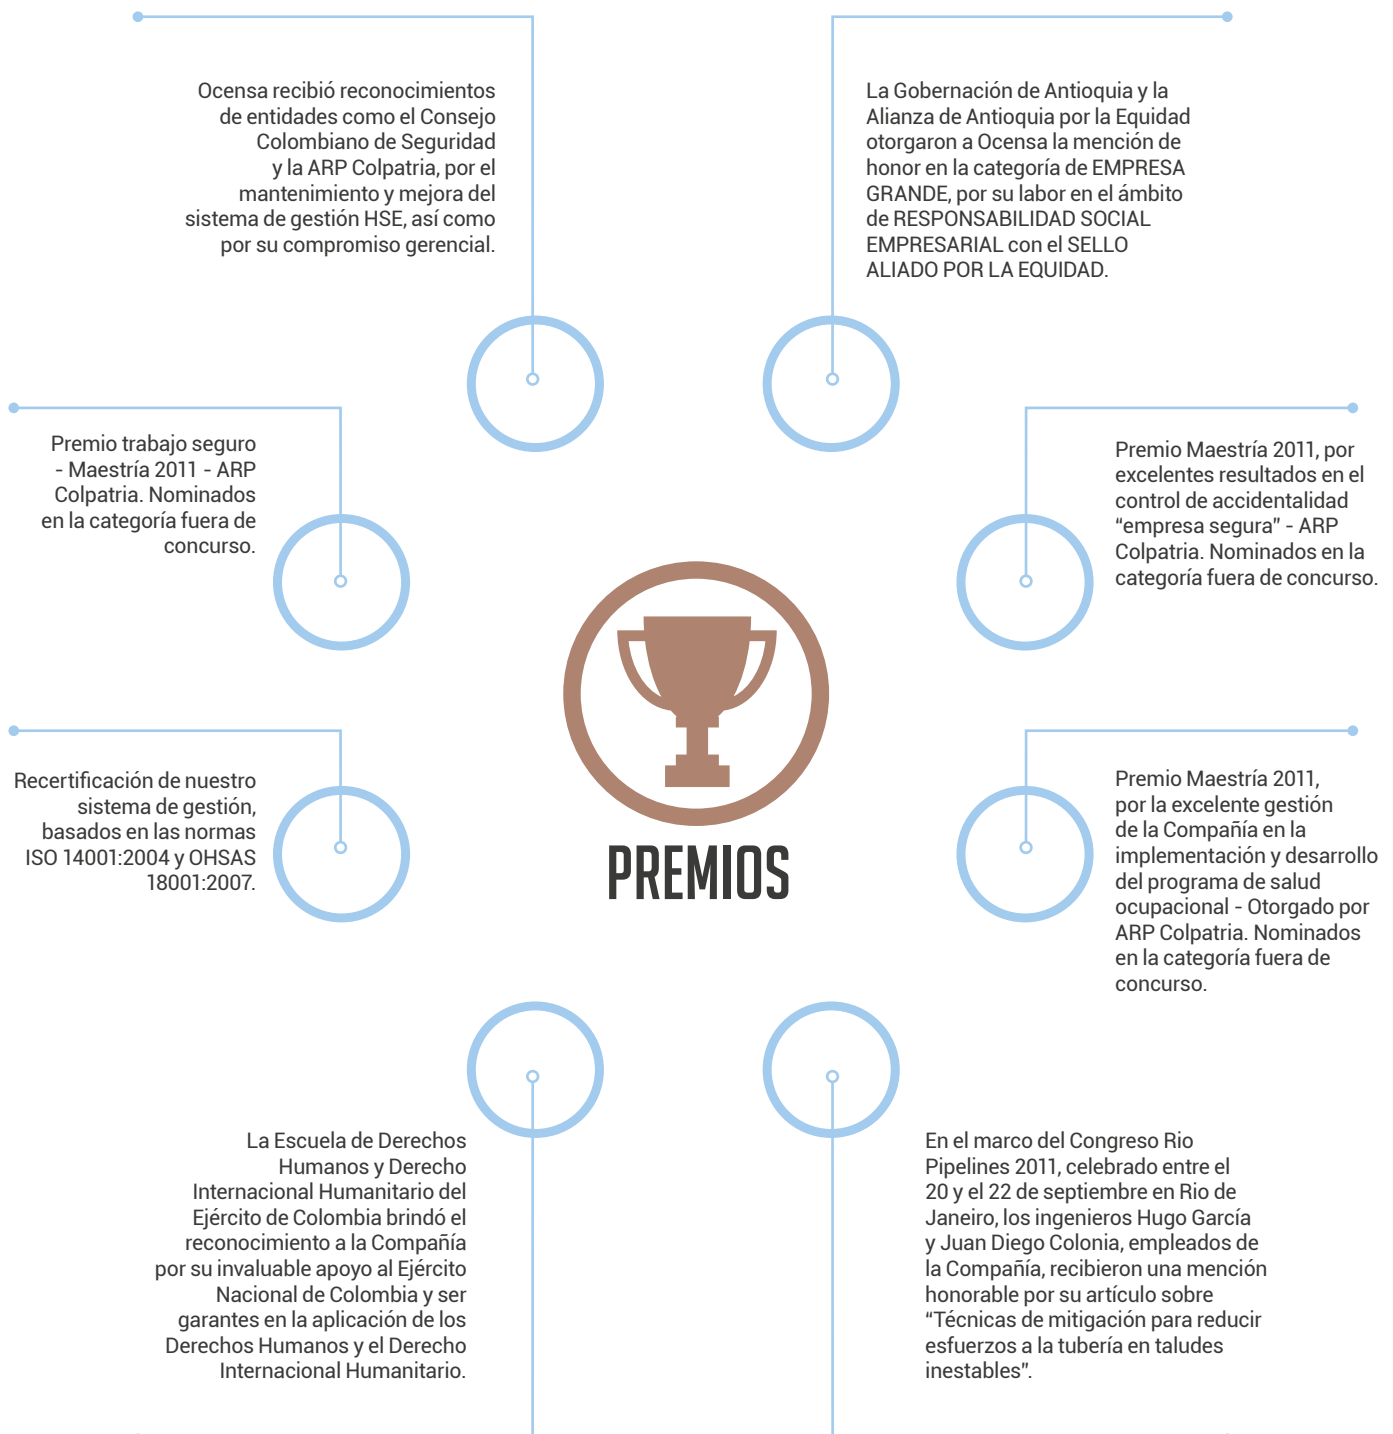 Ocensa recibió reconocimientos
de entidades como el Consejo
Colombiano de Seguridad
y la ARP Colpatria, por el
mantenimiento y mejora del
sistema de gestión HSE, así como
por su compromiso gerencial.
La Gobernación de Antioquia y la
Alianza de Antioquia por la Equidad
otorgaron a Ocensa la mención de
honor en la categoría de EMPRESA
GRANDE, por su labor en el ámbito
de RESPONSABILIDAD SOCIAL
EMPRESARIAL con el SELLO
ALIADO POR LA EQUIDAD.
Premio trabajo seguro
- Maestría 2011 - ARP
Colpatria. Nominados
en la categoría fuera de
concurso.
Premio Maestría 2011, por
excelentes resultados en el
control de accidentalidad
“empresa segura” - ARP
Colpatria. Nominados en la
categoría fuera de concurso.
Recertificación de nuestro
sistema de gestión,
basados en las normas
ISO 14001:2004 y OHSAS
18001:2007.
PREMIOS
Premio Maestría 2011,
por la excelente gestión
de la Compañía en la
implementación y desarrollo
del programa de salud
ocupacional - Otorgado por
ARP Colpatria. Nominados
en la categoría fuera de
concurso.
La Escuela de Derechos
Humanos y Derecho
Internacional Humanitario del
Ejército de Colombia brindó el
reconocimiento a la Compañía
por su invaluable apoyo al Ejército
Nacional de Colombia y ser
garantes en la aplicación de los
Derechos Humanos y el Derecho
Internacional Humanitario.
En el marco del Congreso Rio
Pipelines 2011, celebrado entre el
20 y el 22 de septiembre en Rio de
Janeiro, los ingenieros Hugo García
y Juan Diego Colonia, empleados de
la Compañía, recibieron una mención
honorable por su artículo sobre
“Técnicas de mitigación para reducir
esfuerzos a la tubería en taludes
inestables”.